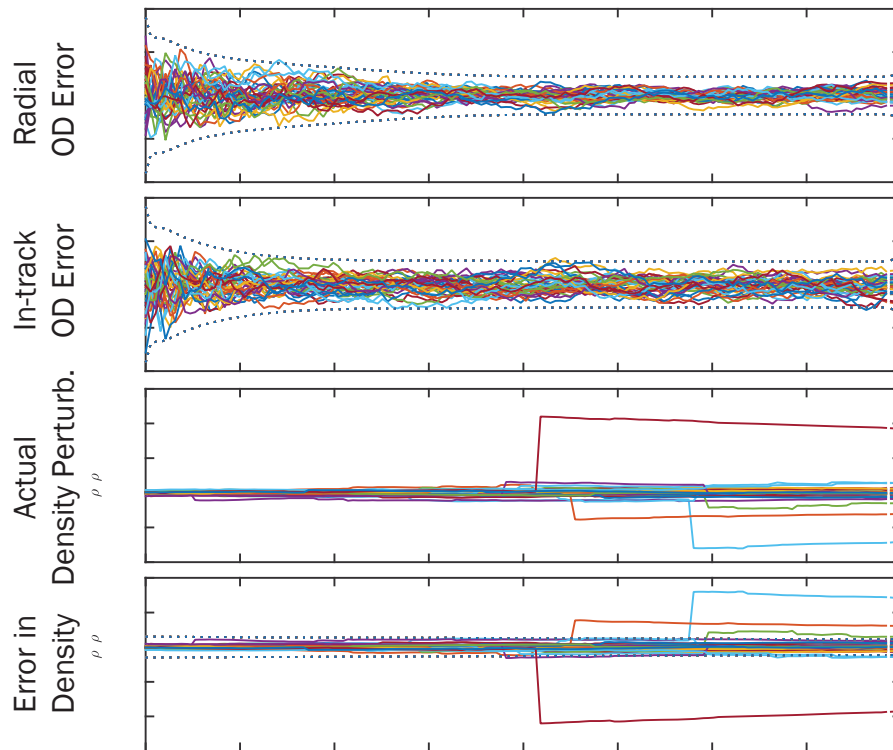 Radial
OD Error
In-track
OD Error
Actual
Density Perturb.
ρ ρ
Error in
Density
ρ ρ